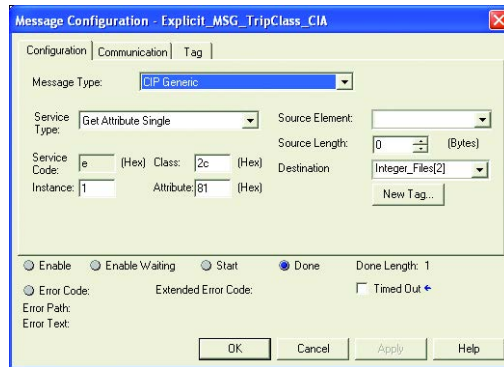 Message Configuration - Explicit_MSG_TripClass_CIA
Configuration Communication Tag
Message Type: CIP Generic
Service Type: Get Attribute Single
Source Element:
Source Length: 0 (Bytes)
Service Code: e (Hex) Class: 2c (Hex)
Destination Integer_Files[2]
Instance: 1 Attribute: 81 (Hex)
New Tag...
Enable Enable Waiting Start Done Done Length: 1
Error Code: Extended Error Code: Timed Out
Error Path:
Error Text:
OK Cancel Apply Help